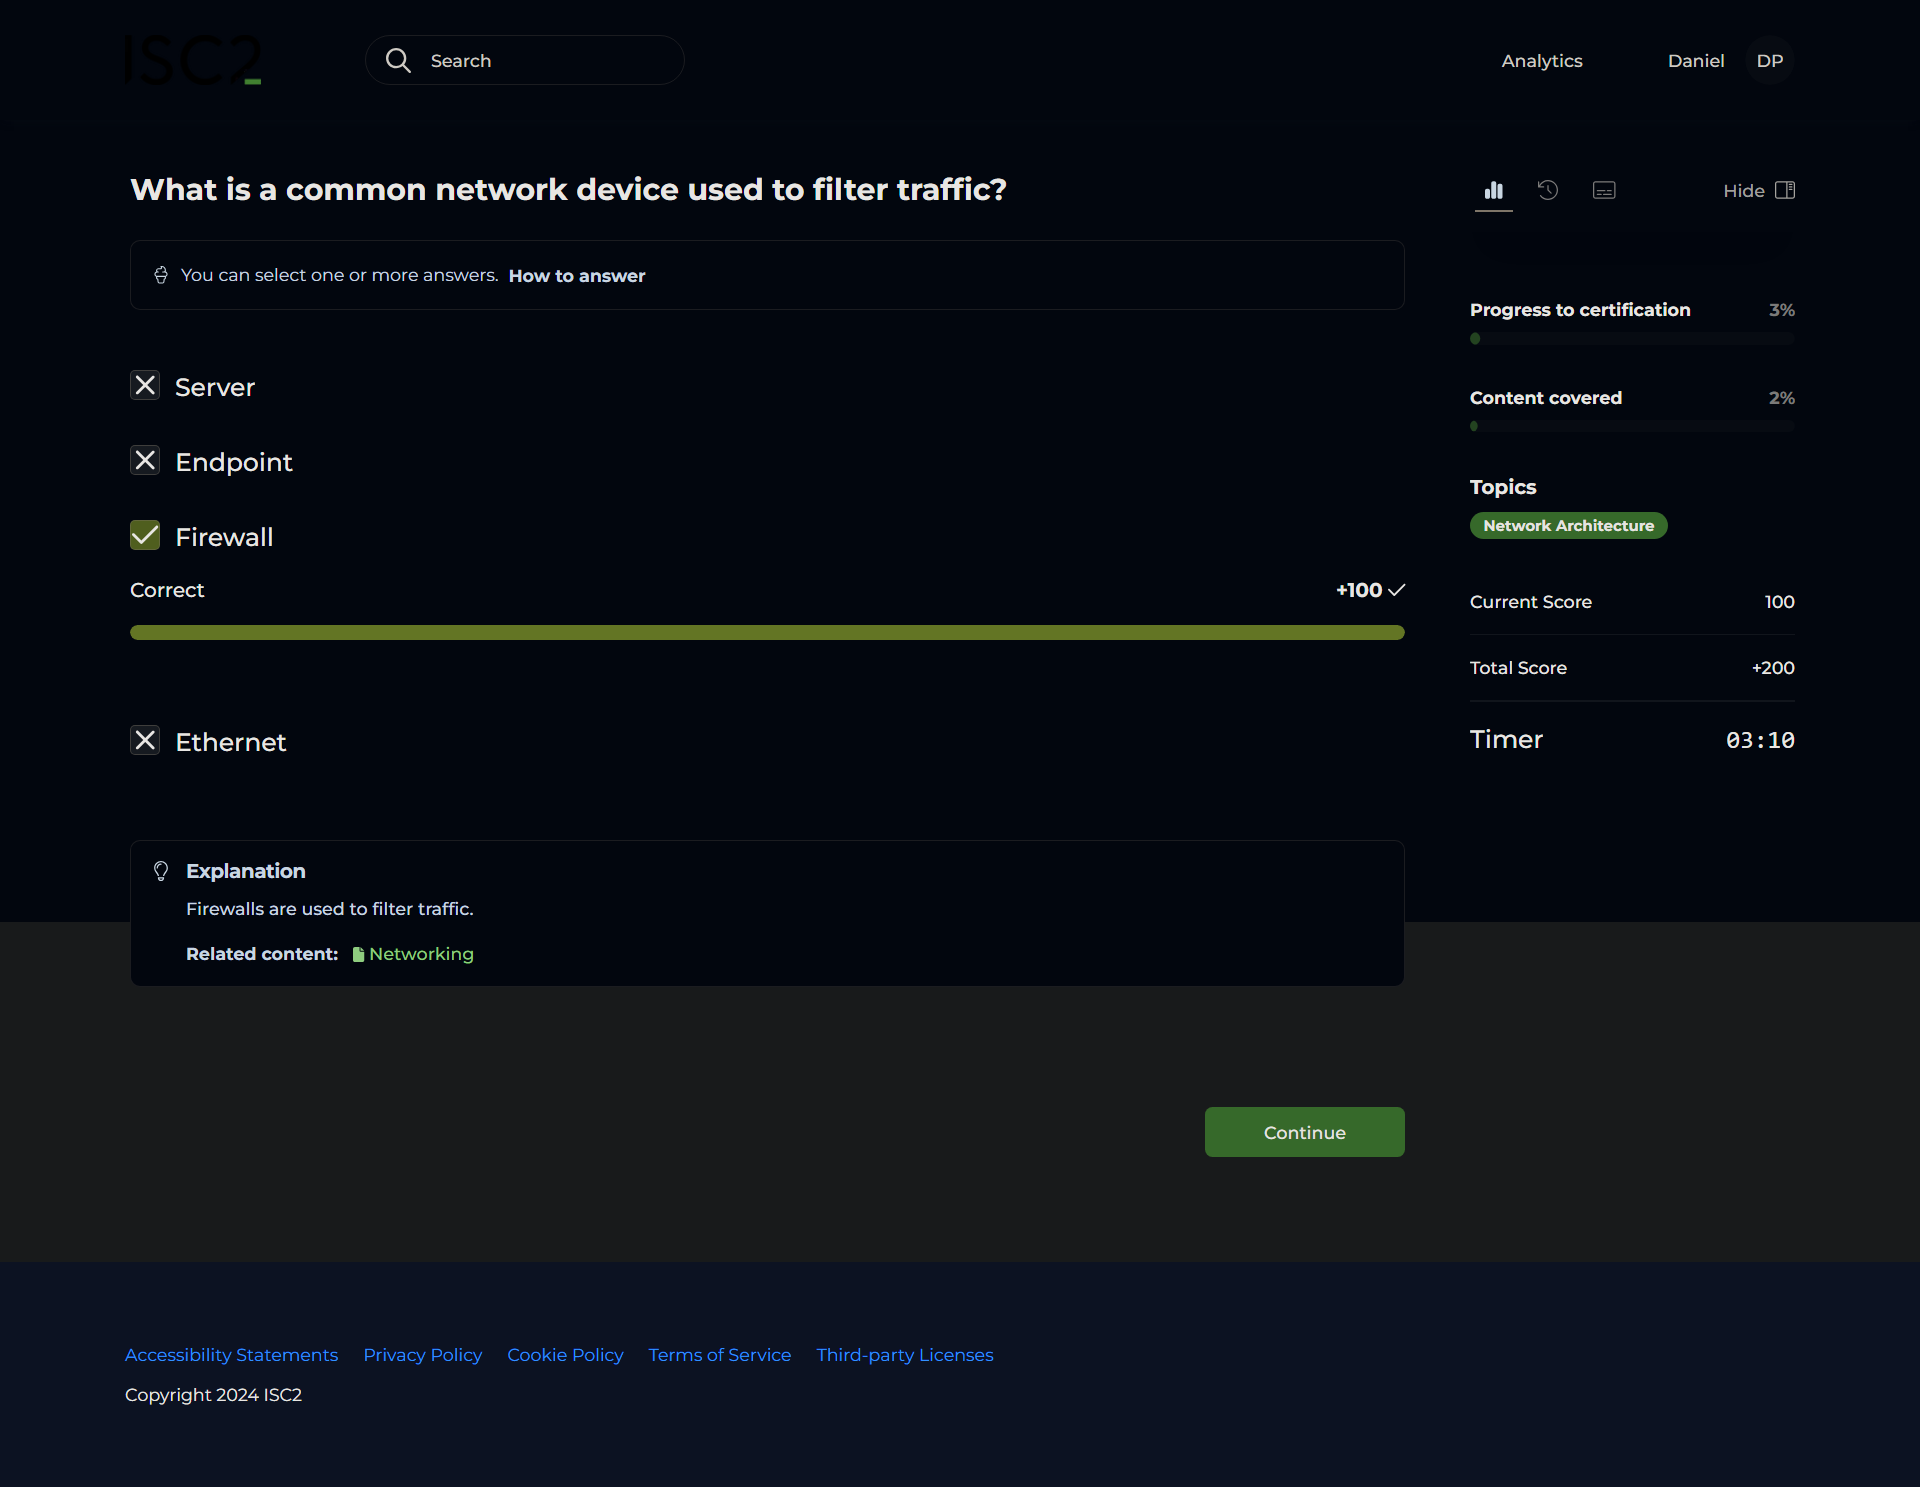 ISC2
Search
Analytics
Daniel
DP
What is a common network device used to filter traffic?
Hide
You can select one or more answers. How to answer
Progress to certification 3%
Content covered 2%
Server
Endpoint
Firewall
Correct +100
Ethernet
Topics
Network Architecture
Current Score 100
Total Score +200
Timer 03:10
Explanation
Firewalls are used to filter traffic.
Related content: Networking
Continue
Accessibility Statements Privacy Policy Cookie Policy Terms of Service Third-party Licenses
Copyright 2024 ISC2